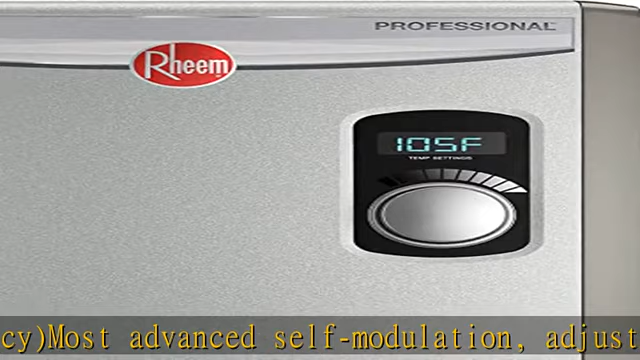 PROFESSIONAL
Rheem
105F
TEMP SETTINGS
cy)Most advanced self-modulation, adjust